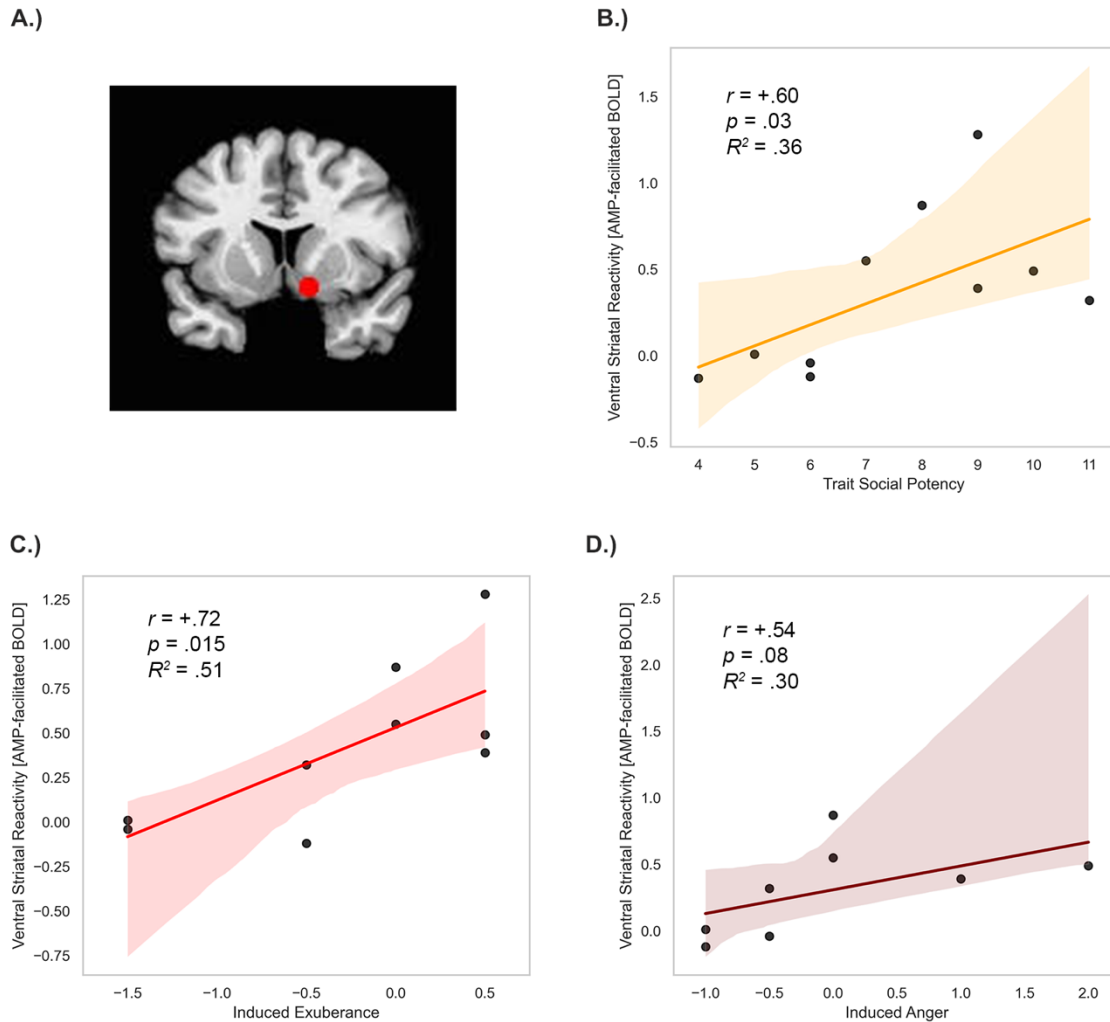 A.)
B.)
Ventral Striatal Reactivity [AMP-facilitated BOLD]
1.5
1.0
0.5
0.0
−0.5
r = +.60
p = .03
R² = .36
4 5 6 7 8 9 10 11
Trait Social Potency
C.)
Ventral Striatal Reactivity [AMP-facilitated BOLD]
1.25
1.00
0.75
0.50
0.25
0.00
−0.25
−0.50
−0.75
r = +.72
p = .015
R² = .51
−1.5 −1.0 −0.5 0.0 0.5
Induced Exuberance
D.)
Ventral Striatal Reactivity [AMP-facilitated BOLD]
2.5
2.0
1.5
1.0
0.5
0.0
r = +.54
p = .08
R² = .30
−1.0 −0.5 0.0 0.5 1.0 1.5 2.0
Induced Anger